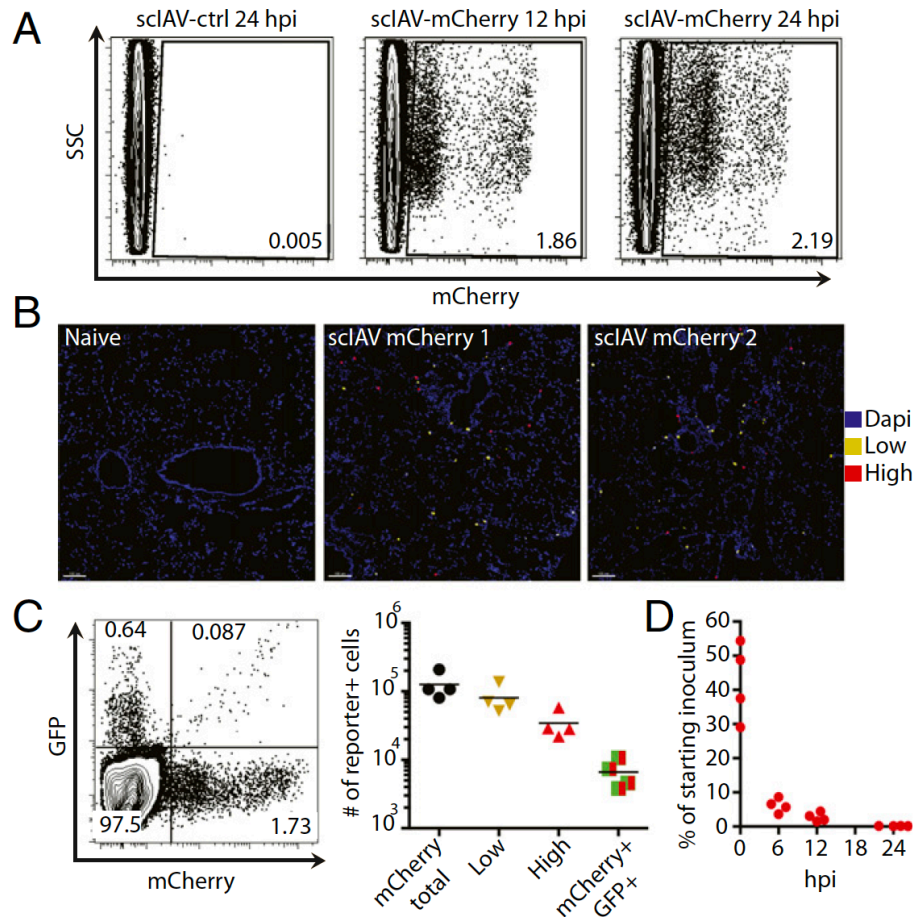 A
scIAV-ctrl 24 hpi
scIAV-mCherry 12 hpi
scIAV-mCherry 24 hpi
SSC
0.005
1.86
2.19
mCherry
B
Naive
scIAV mCherry 1
scIAV mCherry 2
Dapi
Low
High
C
0.64
0.087
GFP
97.5
1.73
mCherry
# of reporter+ cells
10^6
10^5
10^4
10^3
mCherry
total
Low
High
mCherry+
GFP+
D
% of starting inoculum
60
50
40
30
20
10
0
0 6 12 18 24
hpi